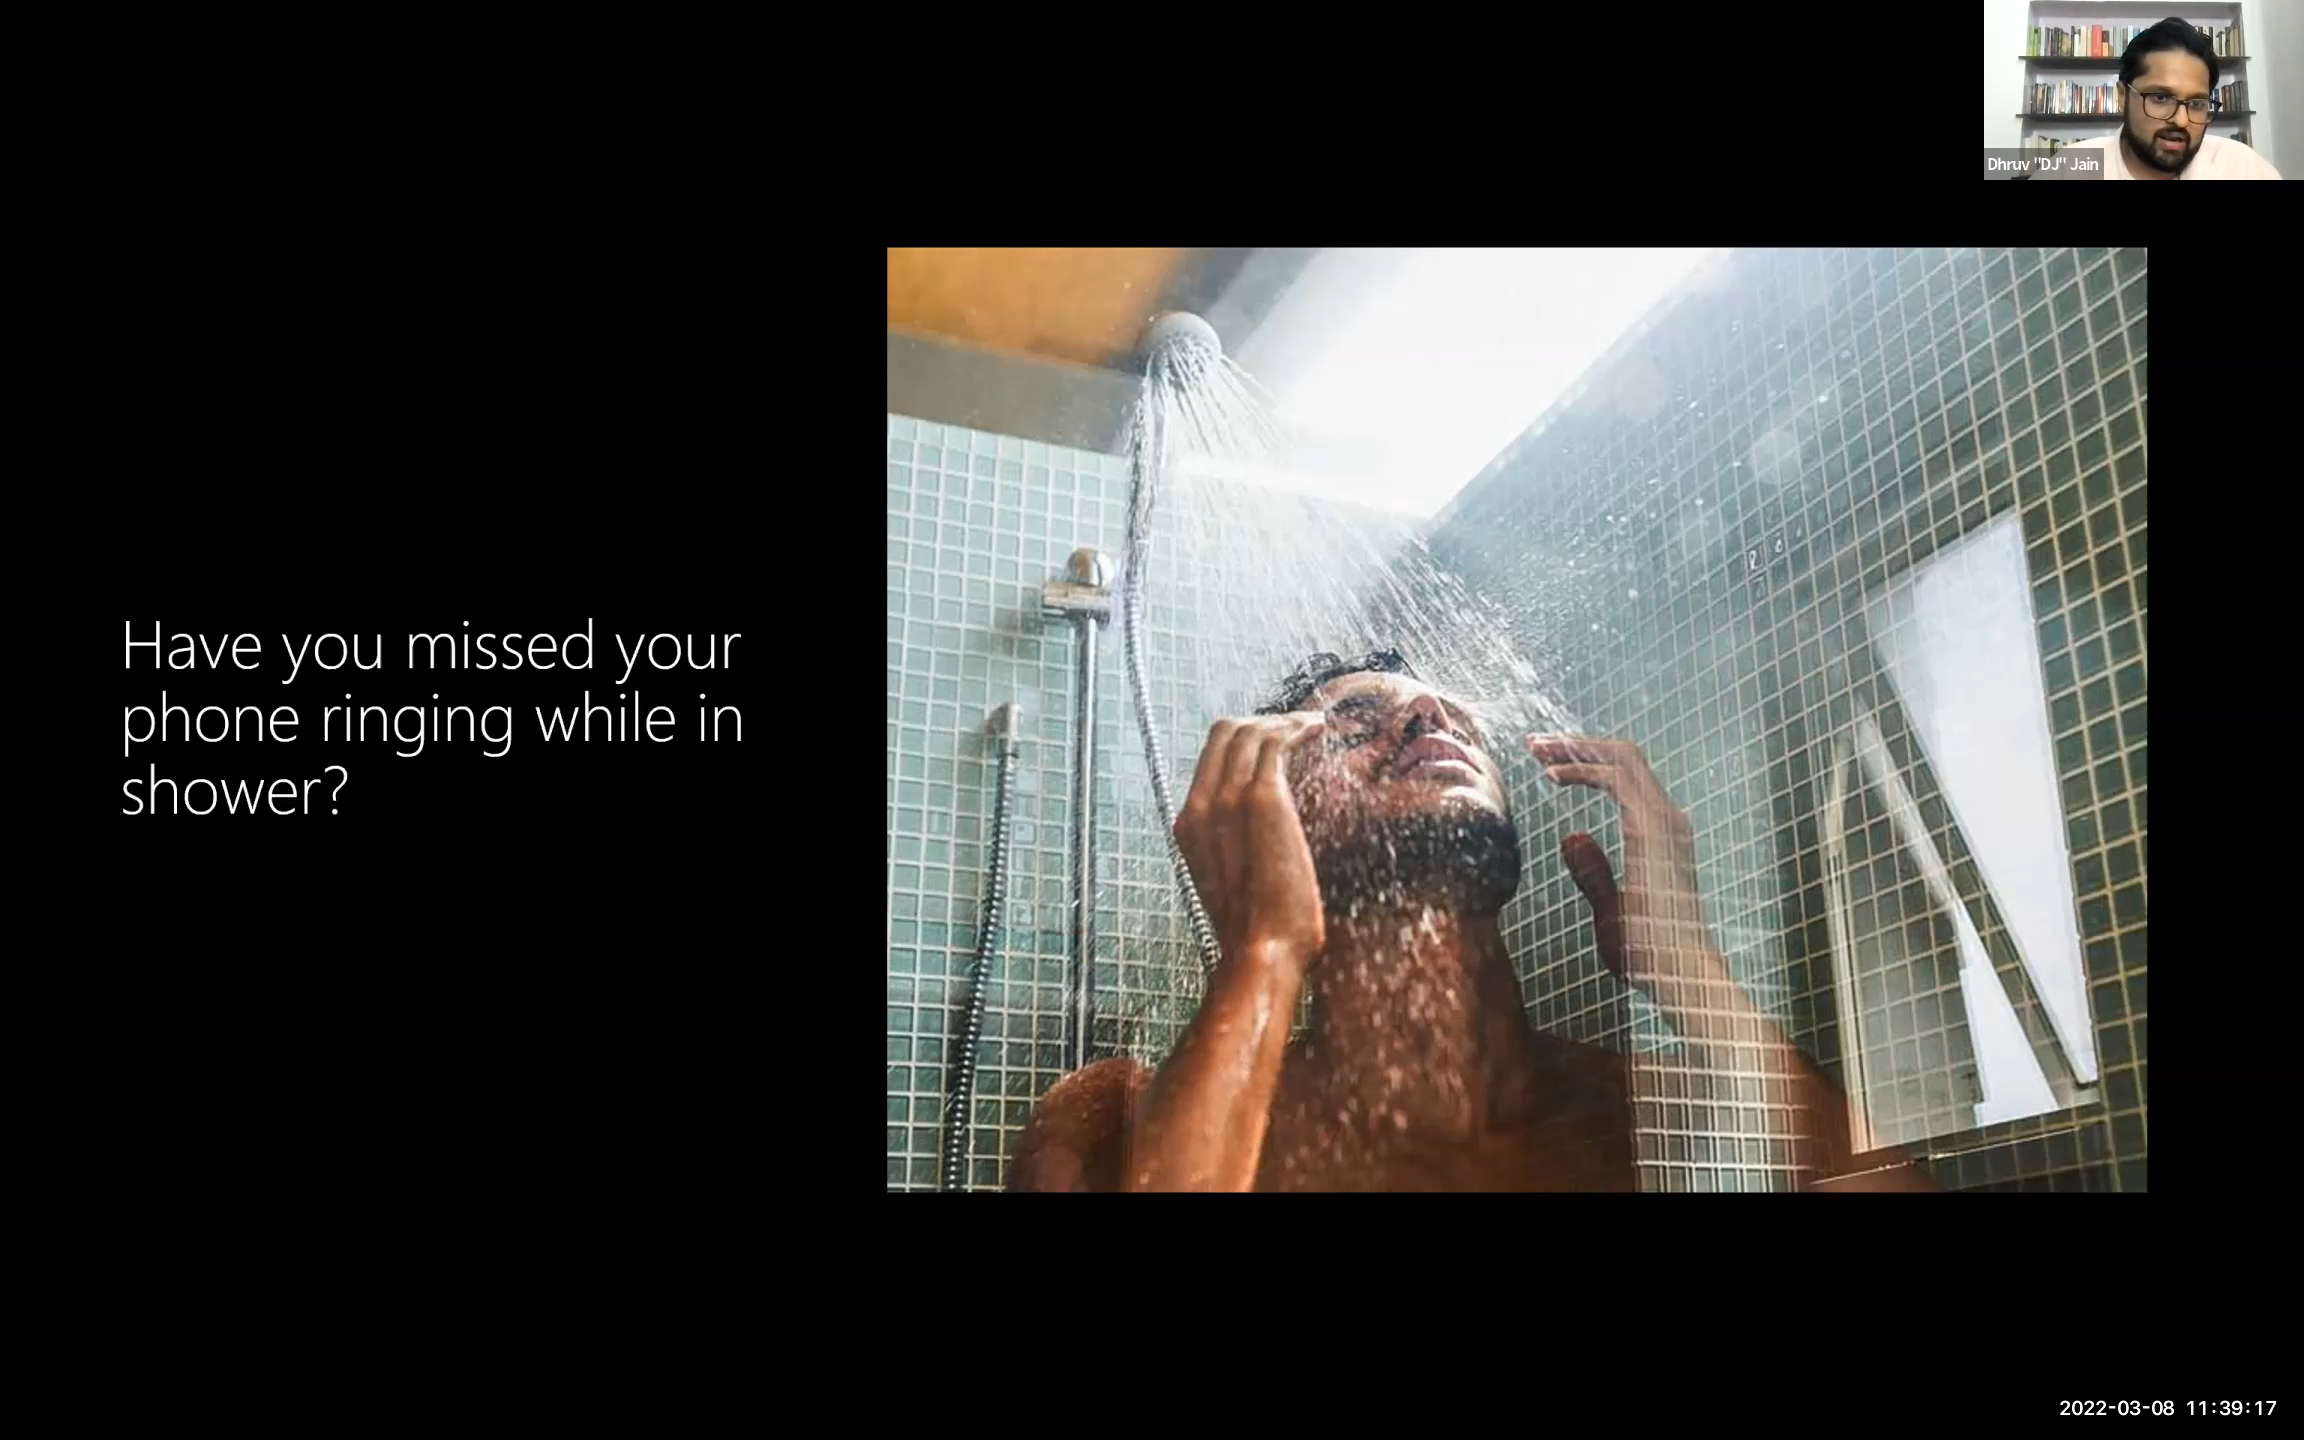 Dhruv "DJ" Jain
Have you missed your
phone ringing while in
shower?
2022-03-08 11:39:17